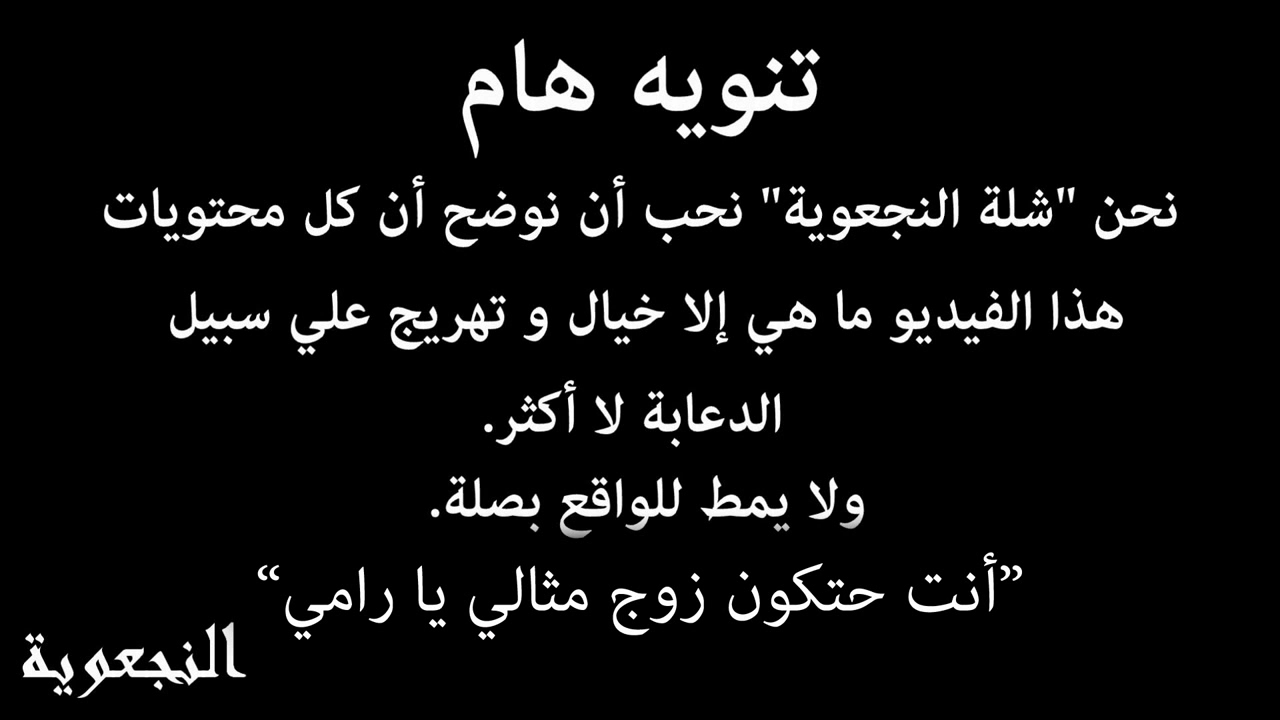 تنويه هام
نحن "شلة النجعوية" نحب أن نوضح أن كل محتويات
هذا الفيديو ما هي إلا خيال و تهريج علي سبيل
الدعابة لا أكثر.
ولا يمط للواقع بصلة.
”أنت حتكون زوج مثالي يا رامي“
النجعوية